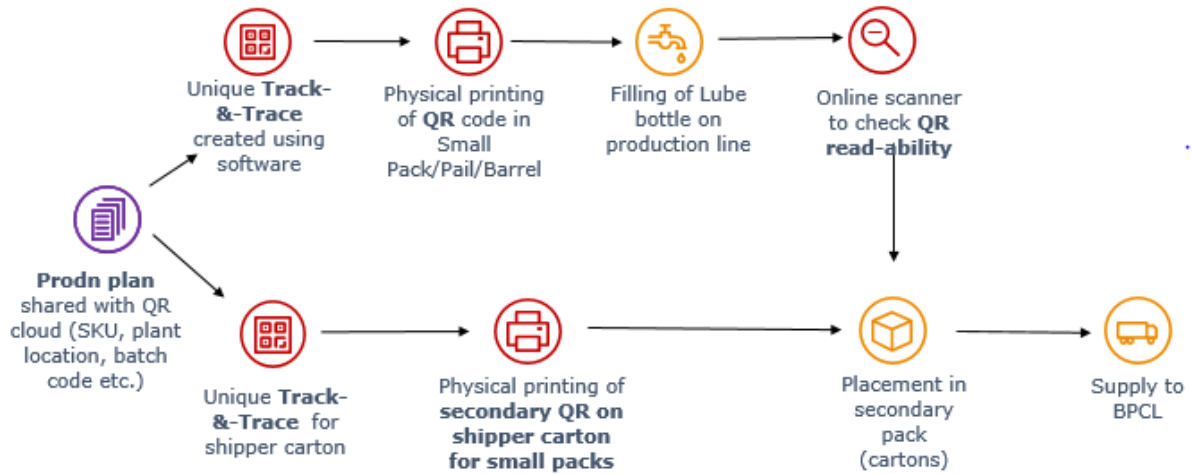 Unique Track-
&-Trace
created using
software
Physical printing
of QR code in
Small
Pack/Pail/Barrel
Filling of Lube
bottle on
production line
Online scanner
to check QR
read-ability
Prodn plan
shared with QR
cloud (SKU, plant
location, batch
code etc.)
Unique Track-
&-Trace for
shipper carton
Physical printing of
secondary QR on
shipper carton
for small packs
Placement in
secondary
pack
(cartons)
Supply to
BPCL